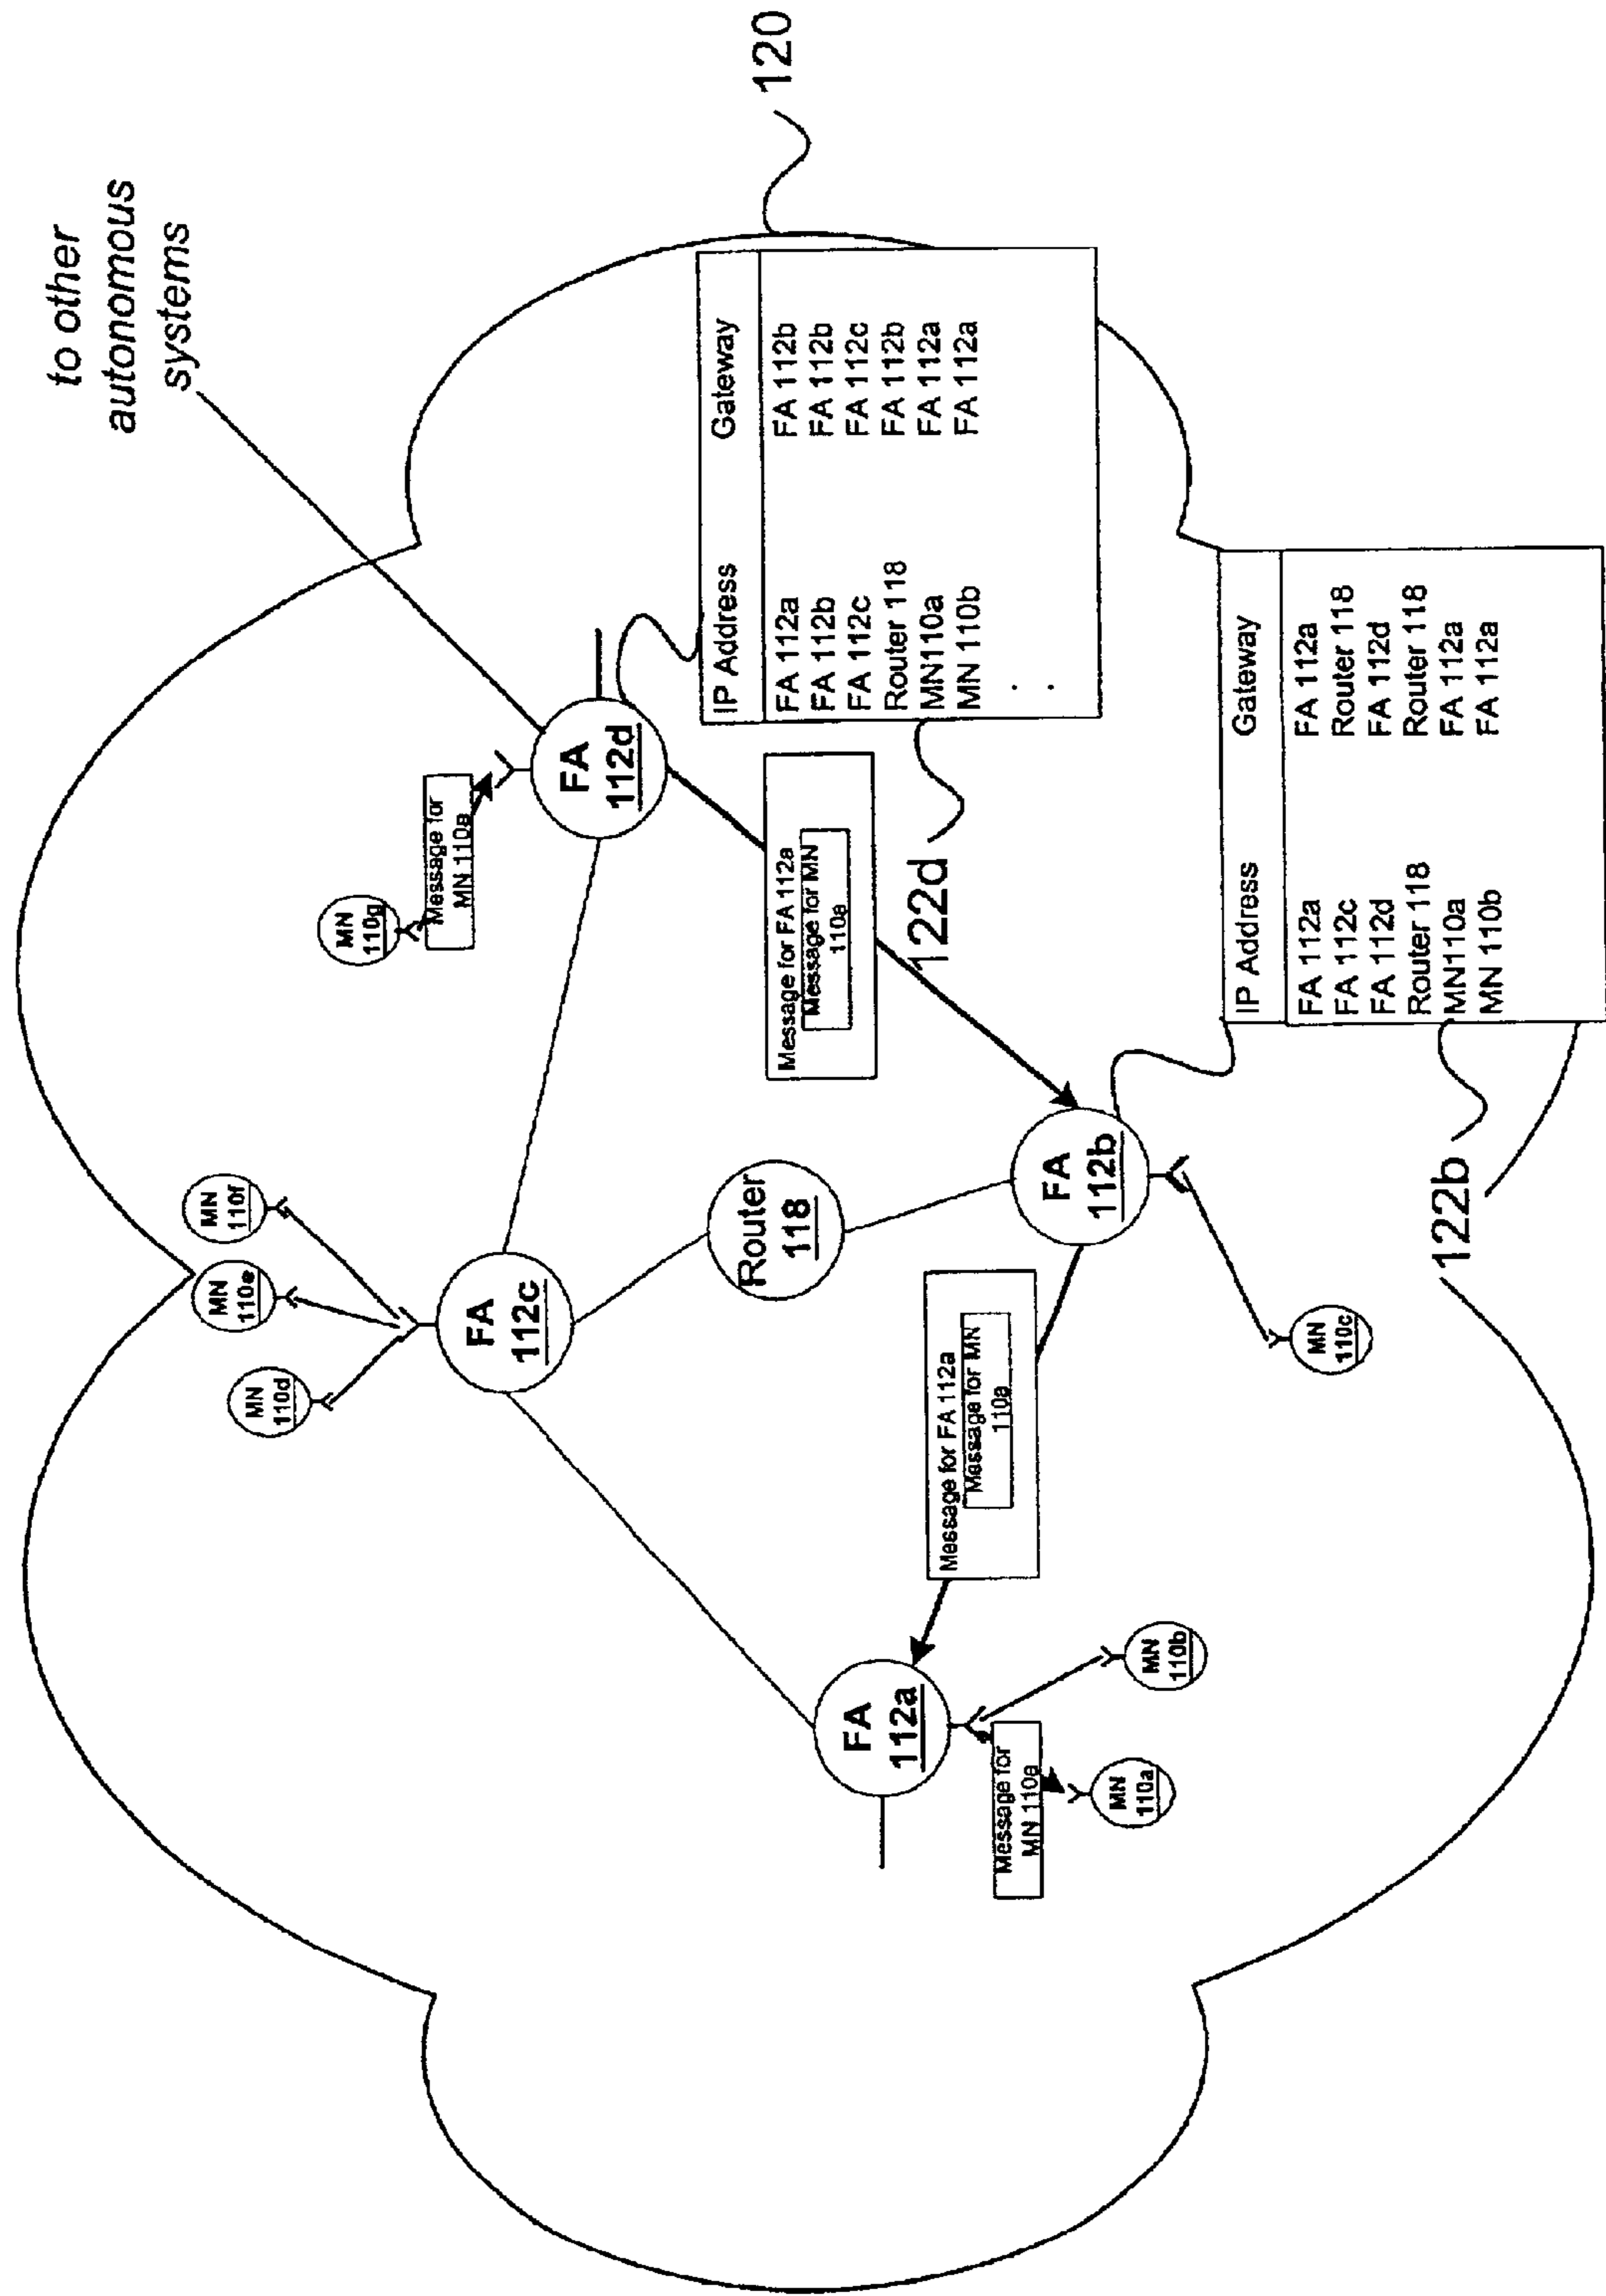 to other
autonomous
systems
120
MN
110g
Message for
MN 110a
FA
112d
IP Address Gateway
FA 112a FA 112b
FA 112b FA 112b
FA 112c FA 112c
Router 118 FA 112b
MN110a FA 112a
MN 110b FA 112a
.
.
122d
Message for FA 112a
Message for MN
110a
MN
110f
MN
110e
MN
110d
FA
112c
Router
118
FA
112b
IP Address Gateway
FA 112a FA 112a
FA 112c Router 118
FA 112d FA 112d
Router 118 Router 118
MN110a FA 112a
MN 110b FA 112a
122b
Message for FA 112a
Message for MN
110a
MN
110c
FA
112a
Message for
MN 110a
MN
110b
MN
110a